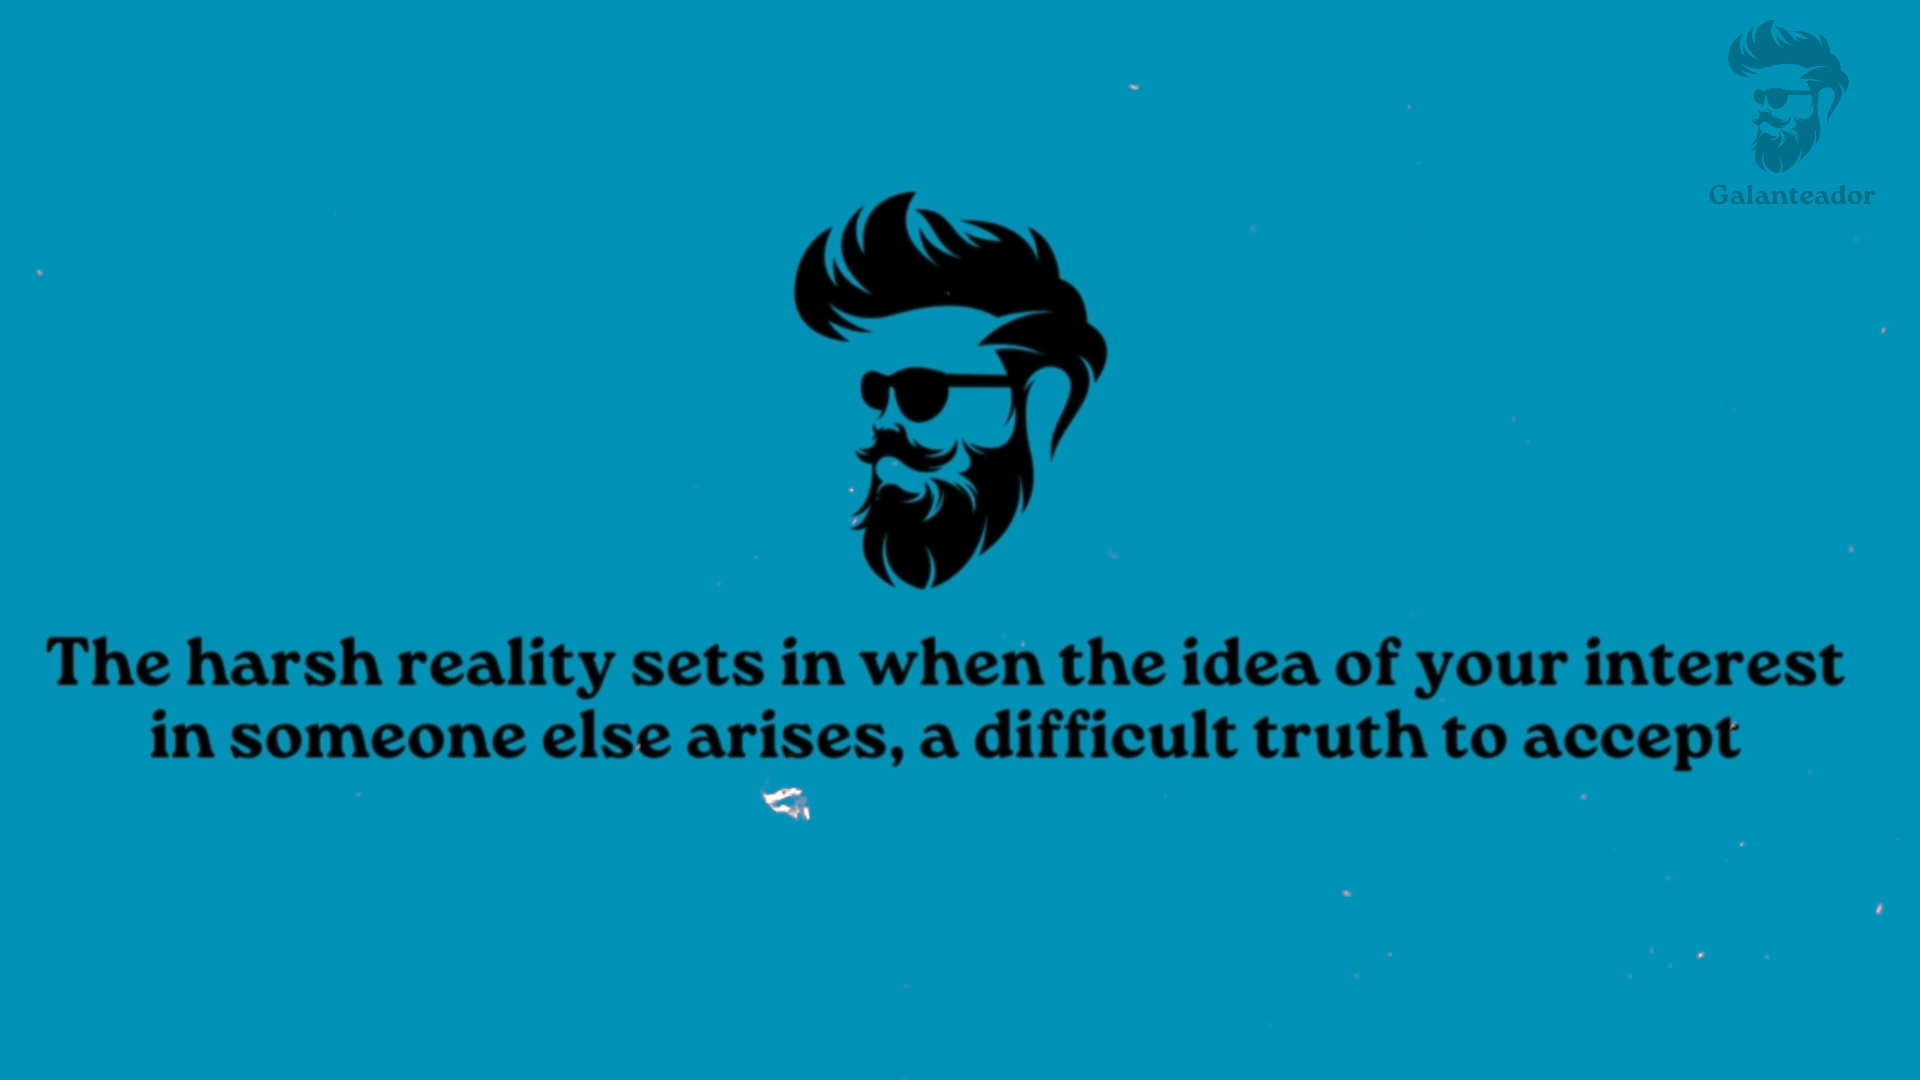 Galanteador
The harsh reality sets in when the idea of your interest
in someone else arises, a difficult truth to accept